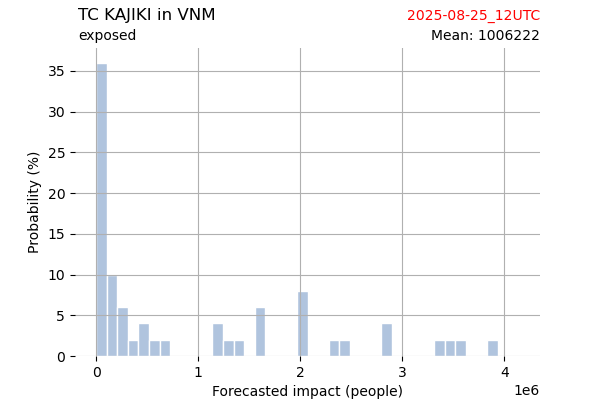 TC KAJIKI in VNM
2025-08-25_12UTC
exposed
Mean: 1006222
35
30
25
20
15
10
5
0
Probability (%)
0
1
2
3
4
1e6
Forecasted impact (people)